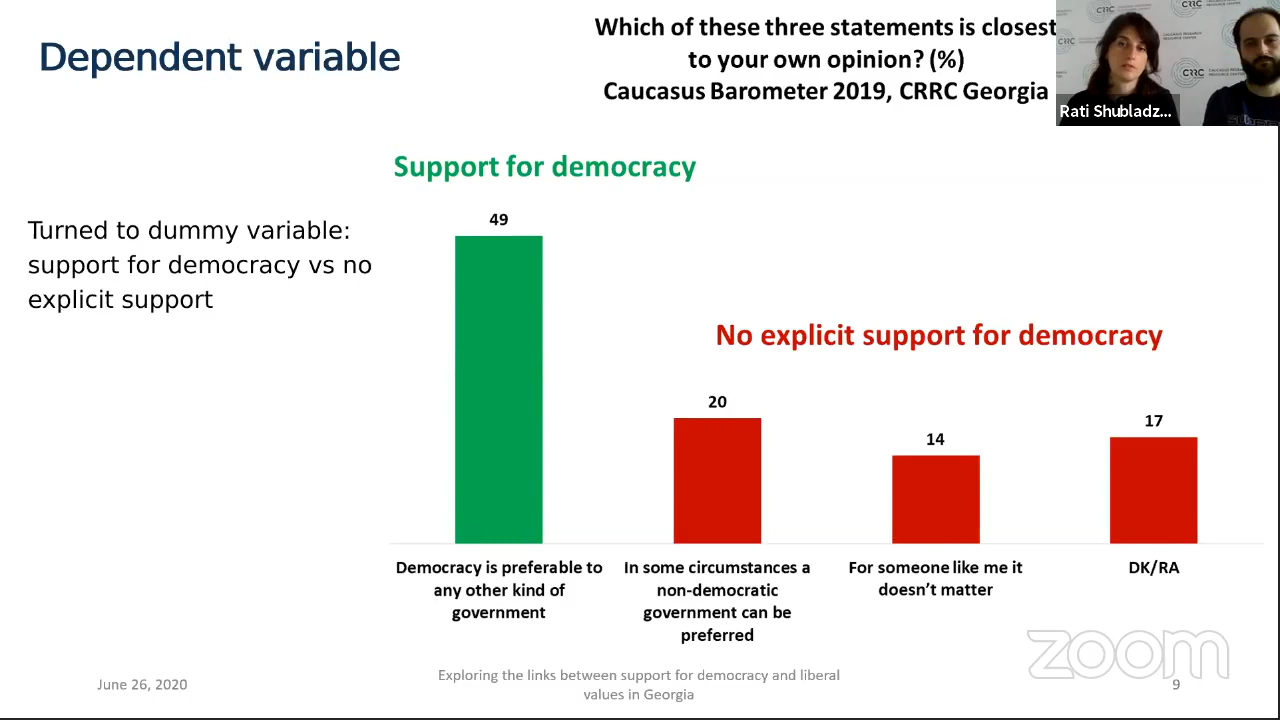 Dependent variable
Which of these three statements is closest
to your own opinion? (%)
Caucasus Barometer 2019, CRRC Georgia
CRRC
Rati Shubladz...
Support for democracy
Turned to dummy variable:
support for democracy vs no
explicit support
49
No explicit support for democracy
20
14
17
Democracy is preferable to
any other kind of
government
In some circumstances a
non-democratic
government can be
preferred
For someone like me it
doesn’t matter
DK/RA
zoom
June 26, 2020
Exploring the links between support for democracy and liberal
values in Georgia
9